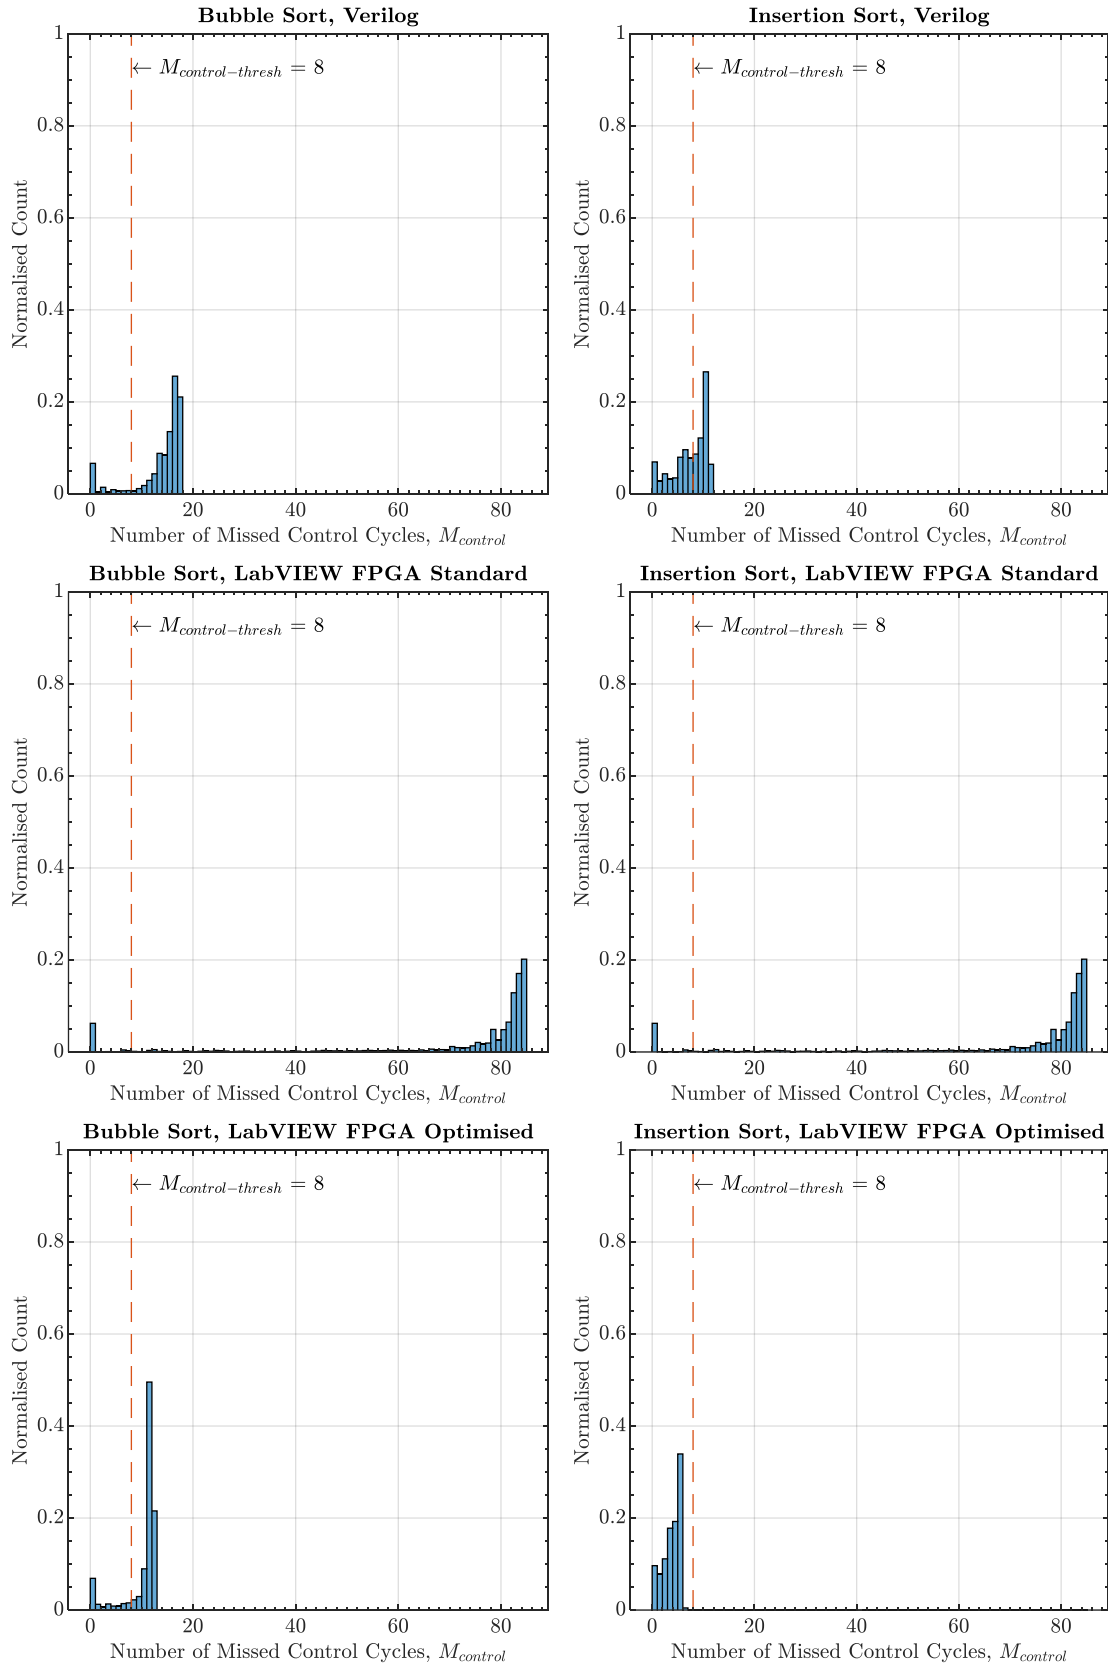 Bubble Sort, Verilog
1
0.8
0.6
0.4
0.2
0
← M_control−thresh = 8
Normalised Count
0 20 40 60 80
Number of Missed Control Cycles, M_control
Insertion Sort, Verilog
1
0.8
0.6
0.4
0.2
0
← M_control−thresh = 8
Normalised Count
0 20 40 60 80
Number of Missed Control Cycles, M_control
Bubble Sort, LabVIEW FPGA Standard
1
0.8
0.6
0.4
0.2
0
← M_control−thresh = 8
Normalised Count
0 20 40 60 80
Number of Missed Control Cycles, M_control
Insertion Sort, LabVIEW FPGA Standard
1
0.8
0.6
0.4
0.2
0
← M_control−thresh = 8
Normalised Count
0 20 40 60 80
Number of Missed Control Cycles, M_control
Bubble Sort, LabVIEW FPGA Optimised
1
0.8
0.6
0.4
0.2
0
← M_control−thresh = 8
Normalised Count
0 20 40 60 80
Number of Missed Control Cycles, M_control
Insertion Sort, LabVIEW FPGA Optimised
1
0.8
0.6
0.4
0.2
0
← M_control−thresh = 8
Normalised Count
0 20 40 60 80
Number of Missed Control Cycles, M_control